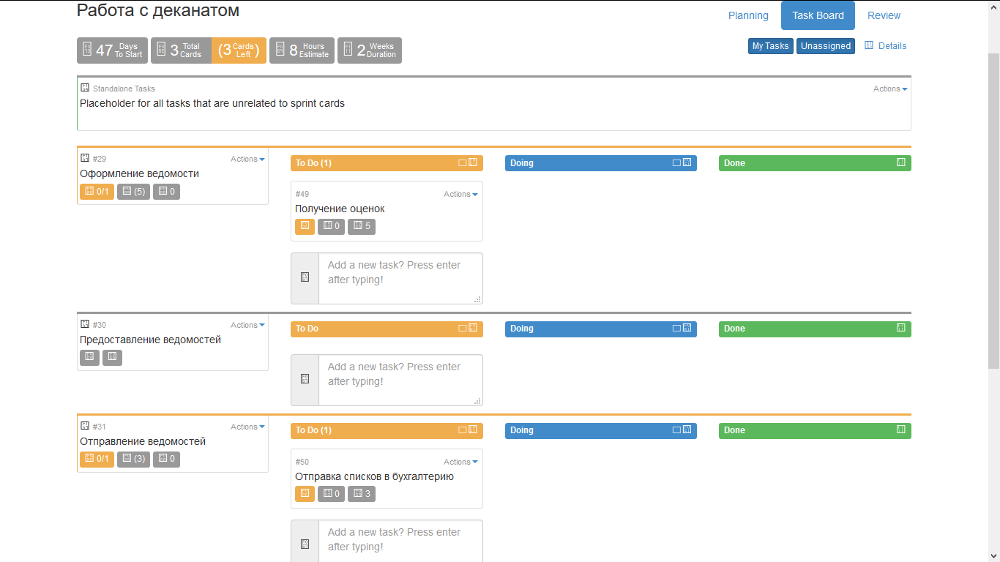 Работа с деканатом
Planning Task Board Review
47 Days To Start 3 Total Cards (3 Cards Left) 8 Hours Estimate 2 Weeks Duration
My Tasks Unassigned Details
Standalone Tasks Actions
Placeholder for all tasks that are unrelated to sprint cards
#29 Actions
Оформление ведомости
0/1 (5) 0
To Do (1) Doing Done
#49 Actions
Получение оценок
0 5
Add a new task? Press enter
after typing!
#30 Actions
Предоставление ведомостей
To Do Doing Done
Add a new task? Press enter
after typing!
#31 Actions
Отправление ведомостей
0/1 (3) 0
To Do (1) Doing Done
#50 Actions
Отправка списков в бухгалтерию
0 3
Add a new task? Press enter
after typing!